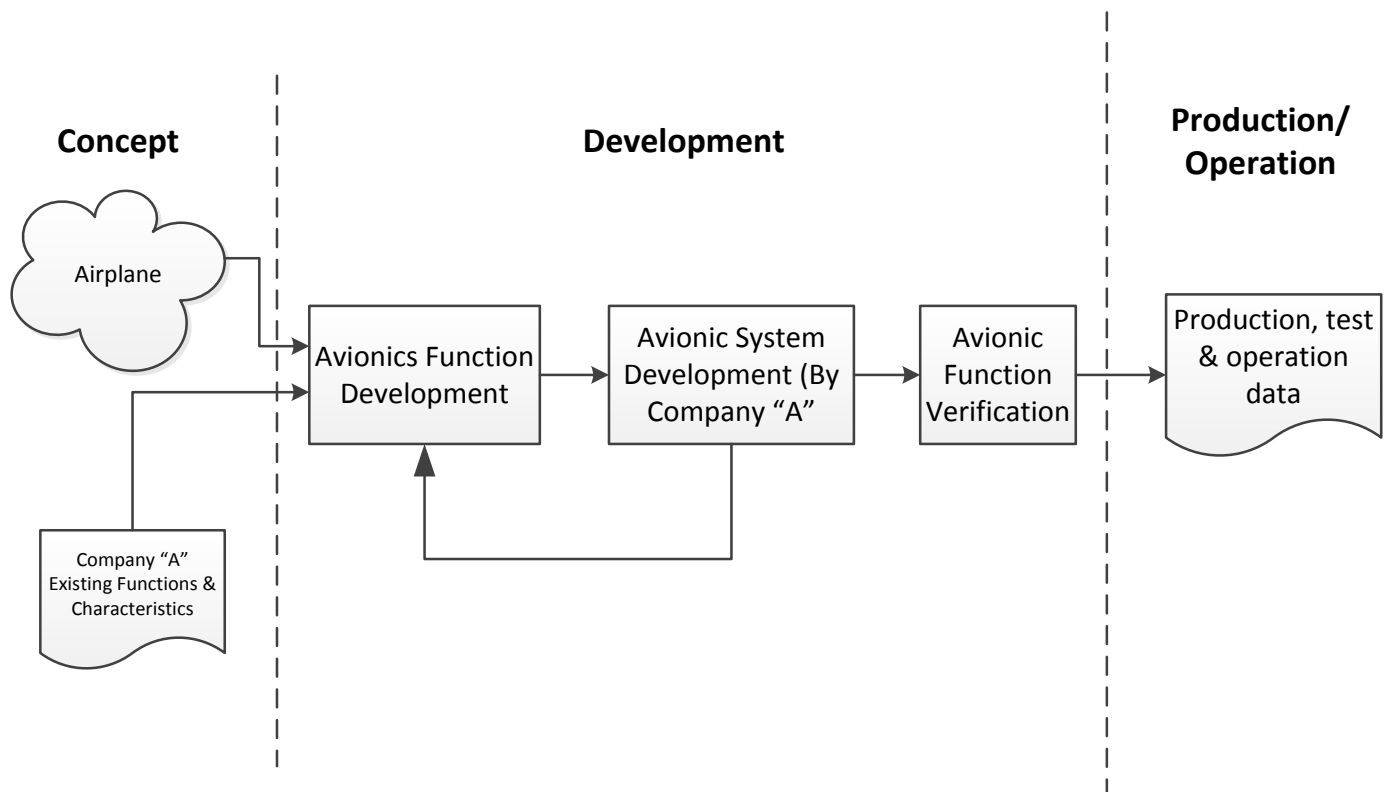 Concept
Development
Production/
Operation
Airplane
Avionics Function
Development
Avionic System
Development (By
Company “A”
Avionic
Function
Verification
Production, test
& operation
data
Company “A”
Existing Functions &
Characteristics